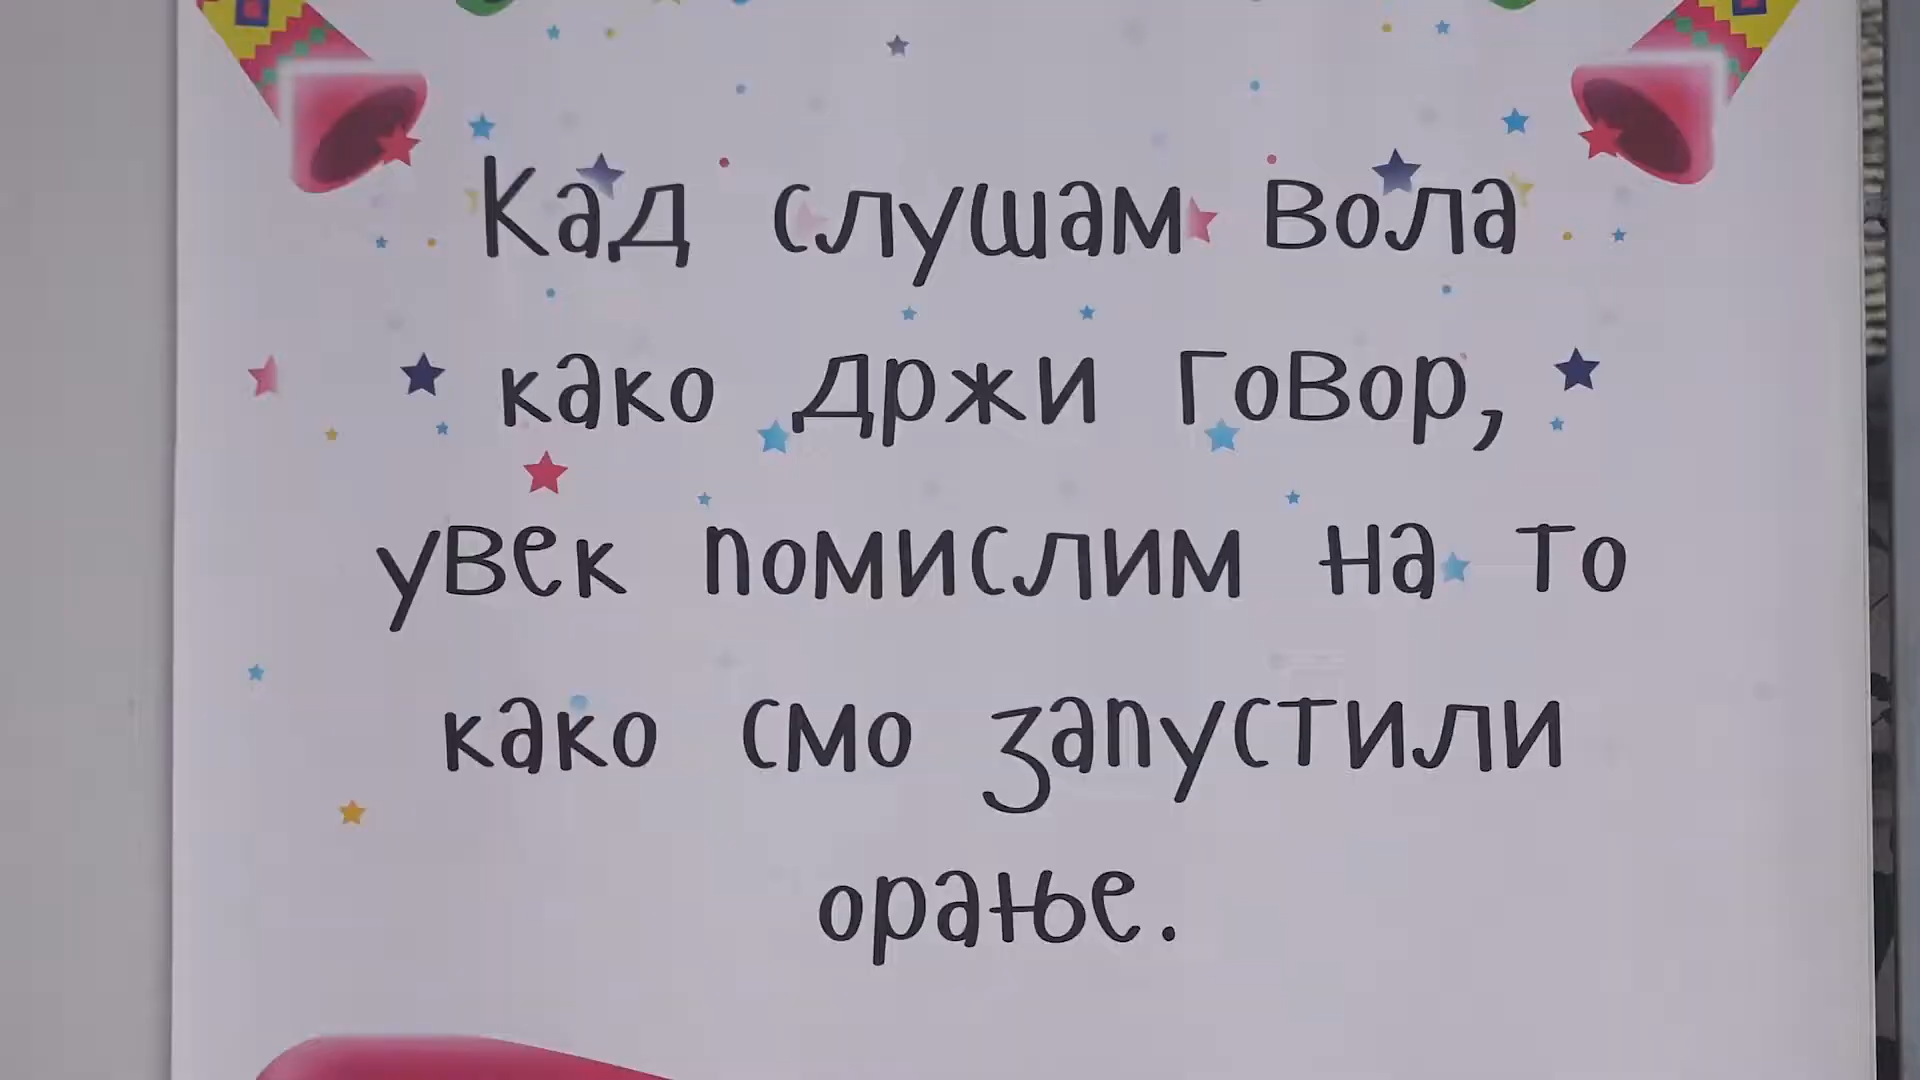 Кад слушам вола
како држи говор,
увек помислим на то
како смо запустили
орање.